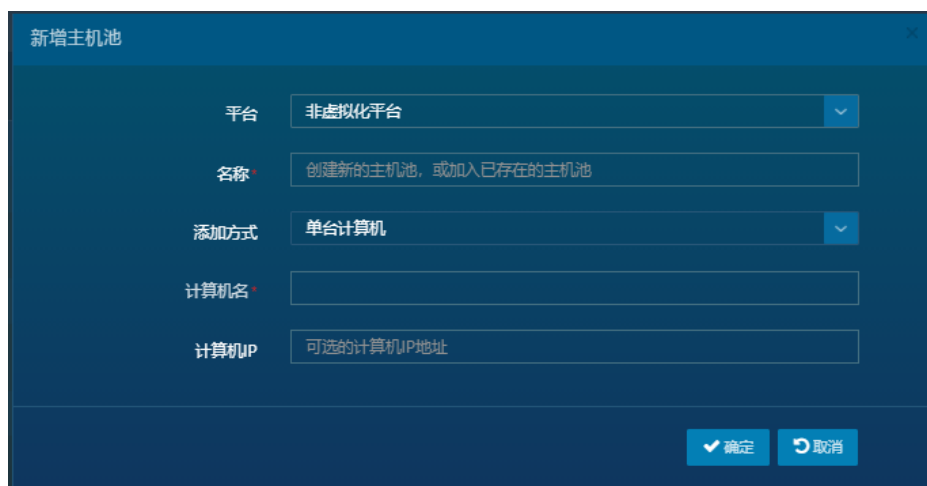 新增主机池
平台 非虚拟化平台
名称* 创建新的主机池，或加入已存在的主机池
添加方式 单台计算机
计算机名*
计算机IP 可选的计算机IP地址
确定 取消